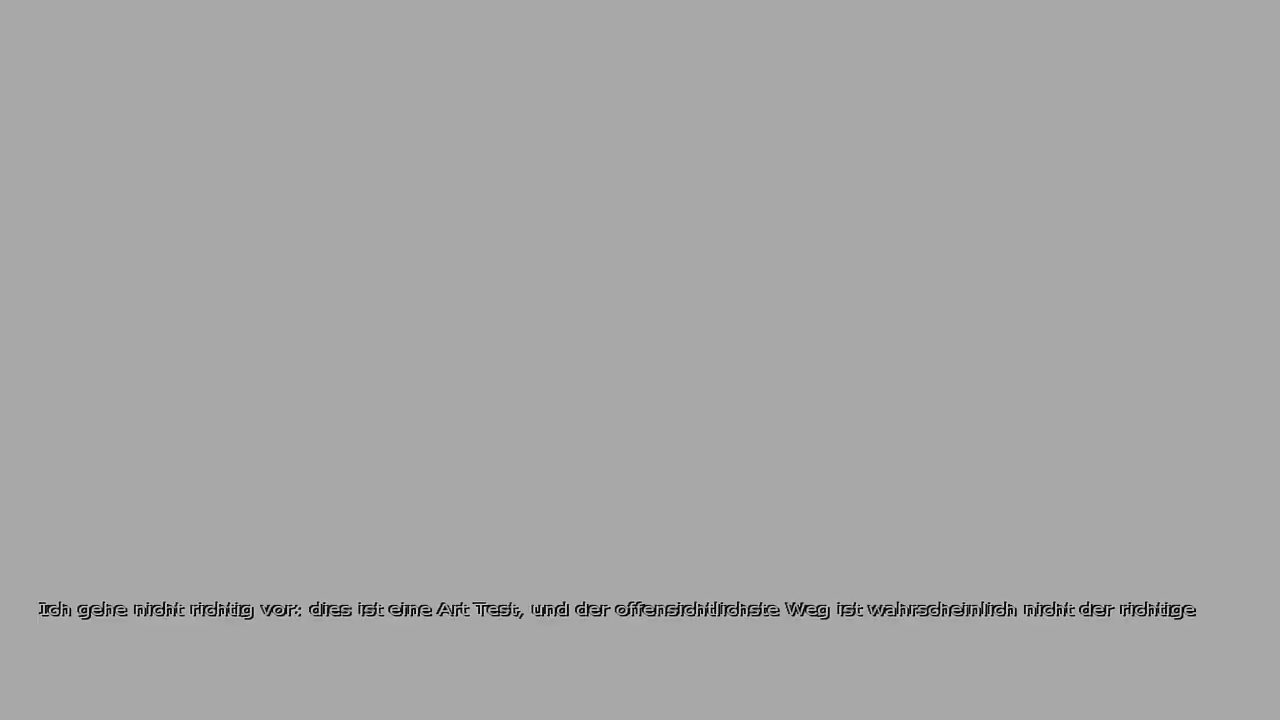 Ich gehe nicht richtig vor: dies ist eine Art Test, und der offensichtlichste Weg ist wahrscheinlich nicht der richtige